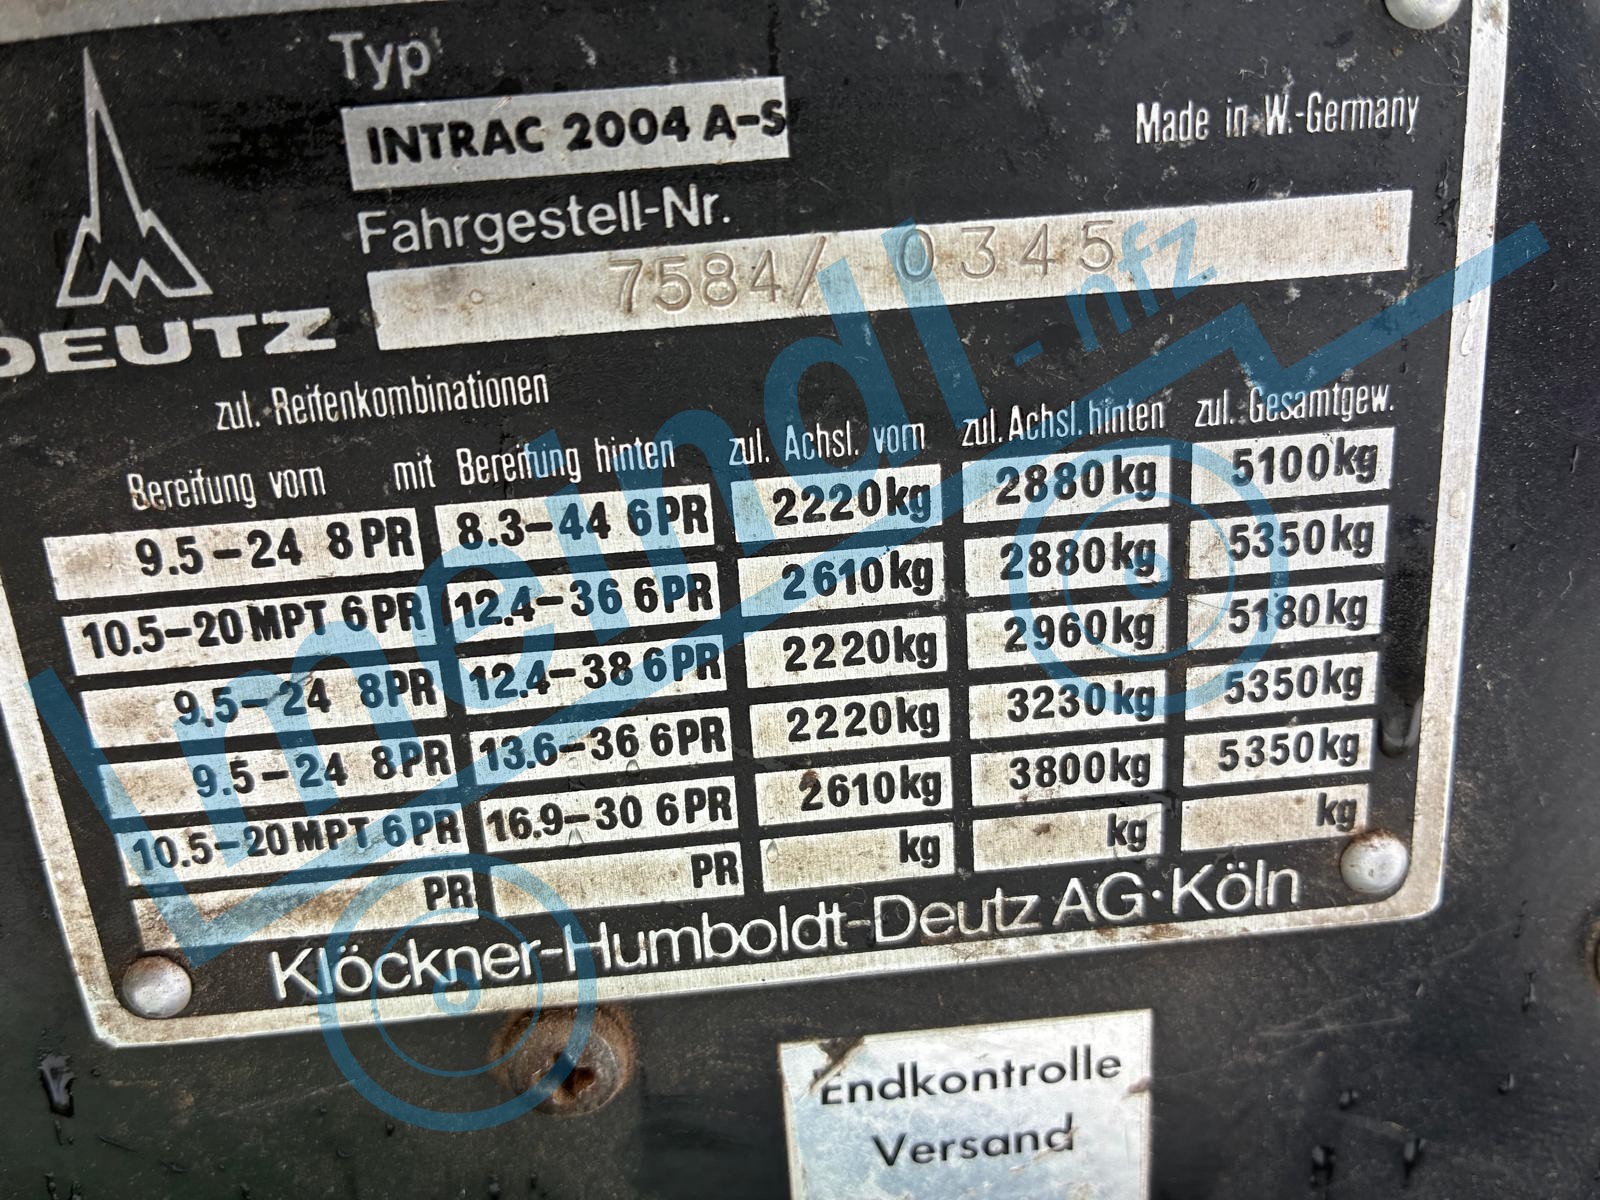 Typ
INTRAC 2004 A-S
Made in W.-Germany
Fahrgestell-Nr.
7584/ 0345
DEUTZ
zul. Reifenkombinationen
Bereifung vorn mit Bereifung hinten zul. Achsl. vorn zul. Achsl. hinten zul. Gesamtgew.
9.5-24 8PR 8.3-44 6PR 2220kg 2880kg 5100kg
10.5-20MPT 6PR 12.4-36 6PR 2610kg 2880kg 5350kg
9.5-24 8PR 12.4-38 6PR 2220kg 2960kg 5180kg
9.5-24 8PR 13.6-36 6PR 2220kg 3230kg 5350kg
10.5-20MPT 6PR 16.9-30 6PR 2610kg 3800kg 5350kg
PR PR kg kg kg
Klöckner-Humboldt-Deutz AG·Köln
Endkontrolle
Versand
meindl-nfz